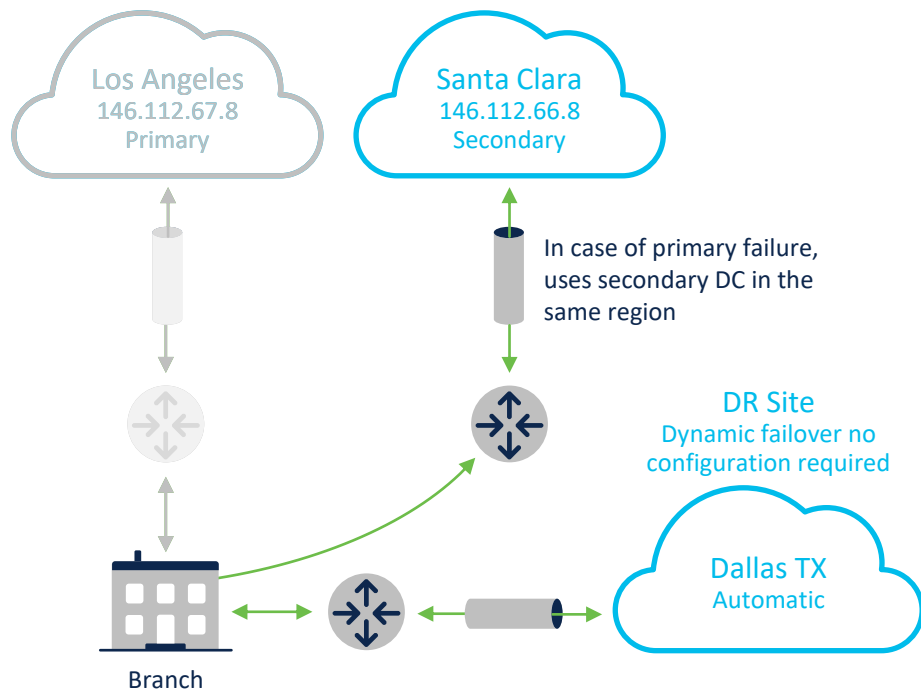 Los Angeles
146.112.67.8
Primary
Santa Clara
146.112.66.8
Secondary
In case of primary failure,
uses secondary DC in the
same region
DR Site
Dynamic failover no
configuration required
Dallas TX
Automatic
Branch